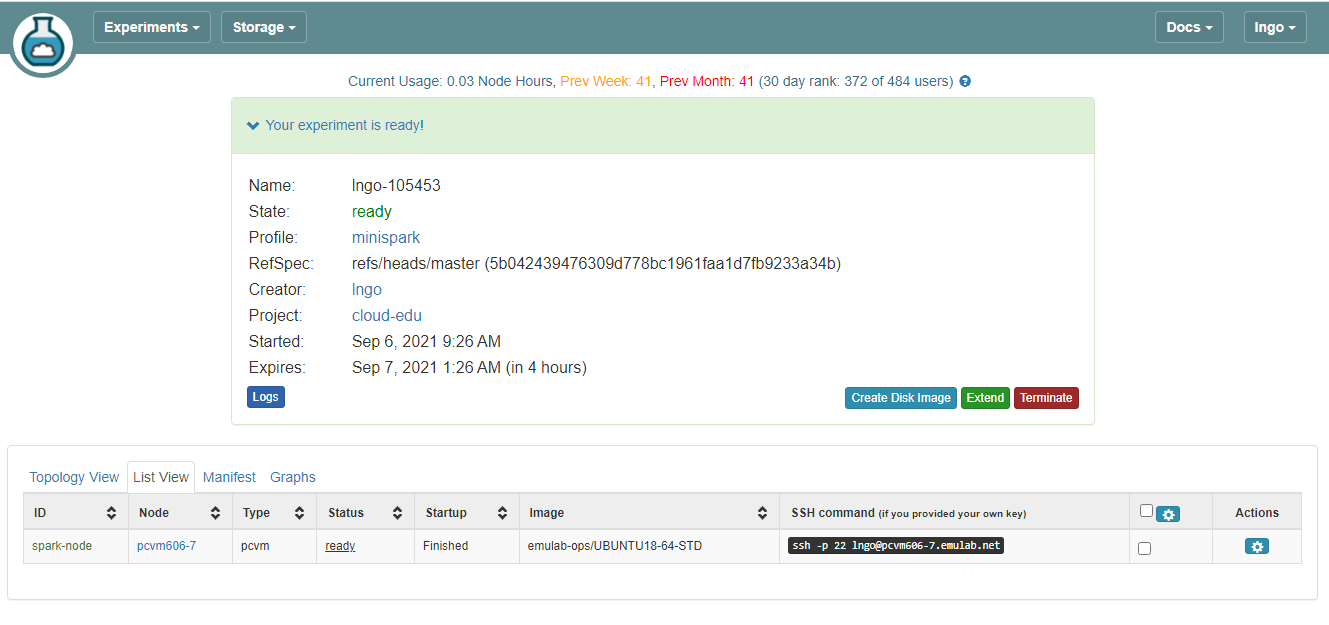 Experiments Storage Docs lngo
Current Usage: 0.03 Node Hours, Prev Week: 41, Prev Month: 41 (30 day rank: 372 of 484 users)
Your experiment is ready!
Name: lngo-105453
State: ready
Profile: minispark
RefSpec: refs/heads/master (5b042439476309d778bc1961faa1d7fb9233a34b)
Creator: lngo
Project: cloud-edu
Started: Sep 6, 2021 9:26 AM
Expires: Sep 7, 2021 1:26 AM (in 4 hours)
Logs Create Disk Image Extend Terminate
Topology View List View Manifest Graphs
ID Node Type Status Startup Image SSH command (if you provided your own key) Actions
spark-node pcvm606-7 pcvm ready Finished emulab-ops/UBUNTU18-64-STD ssh -p 22 lngo@pcvm606-7.emulab.net